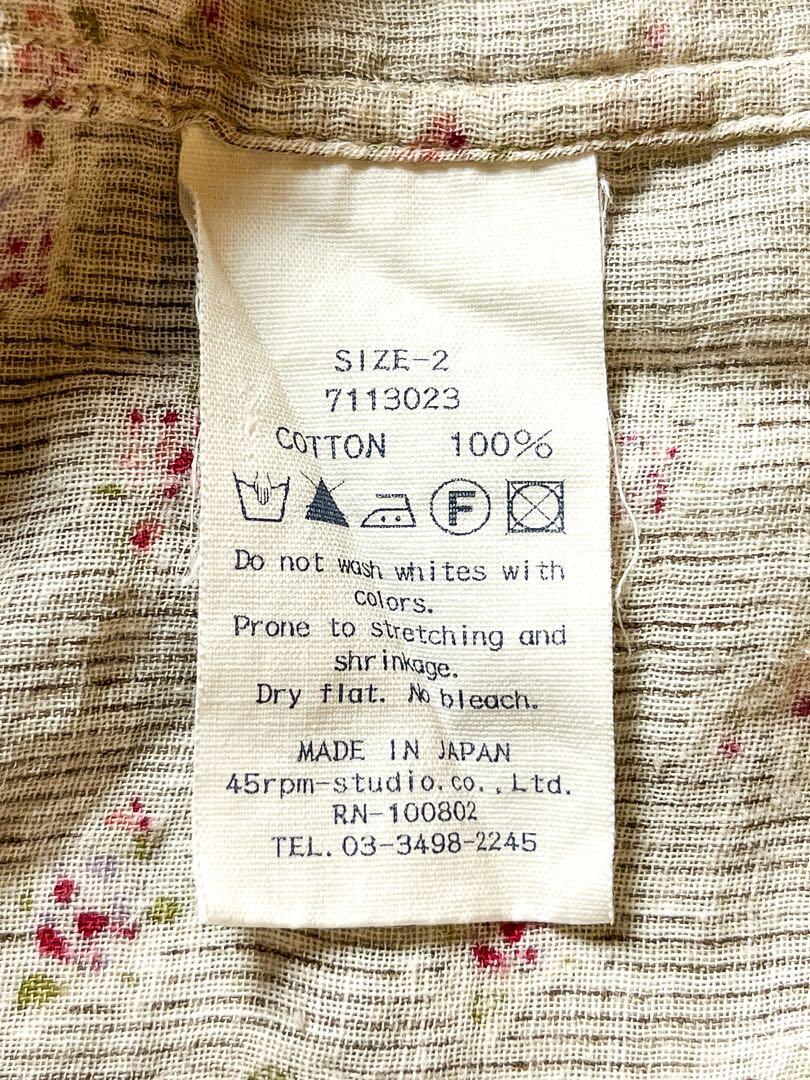 SIZE-2
7113023
COTTON 100%
F
Do not wash whites with
colors.
Prone to stretching and
shrinkage.
Dry flat. No bleach.
MADE IN JAPAN
45rpm-studio.co.,Ltd.
RN-100802
TEL.03-3498-2245